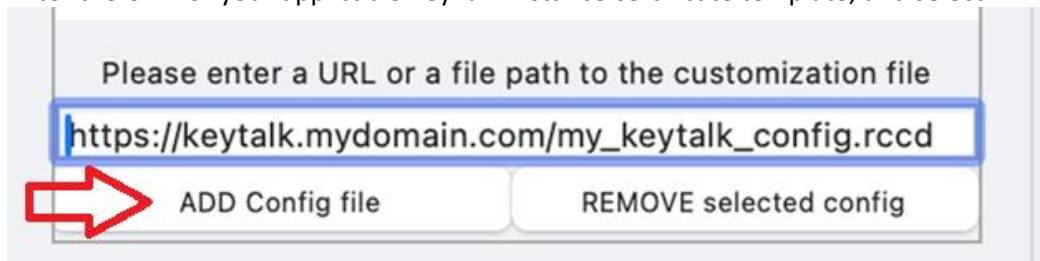 Please enter a URL or a file path to the customization file
https://keytalk.mydomain.com/my_keytalk_config.rccd
ADD Config file REMOVE selected config